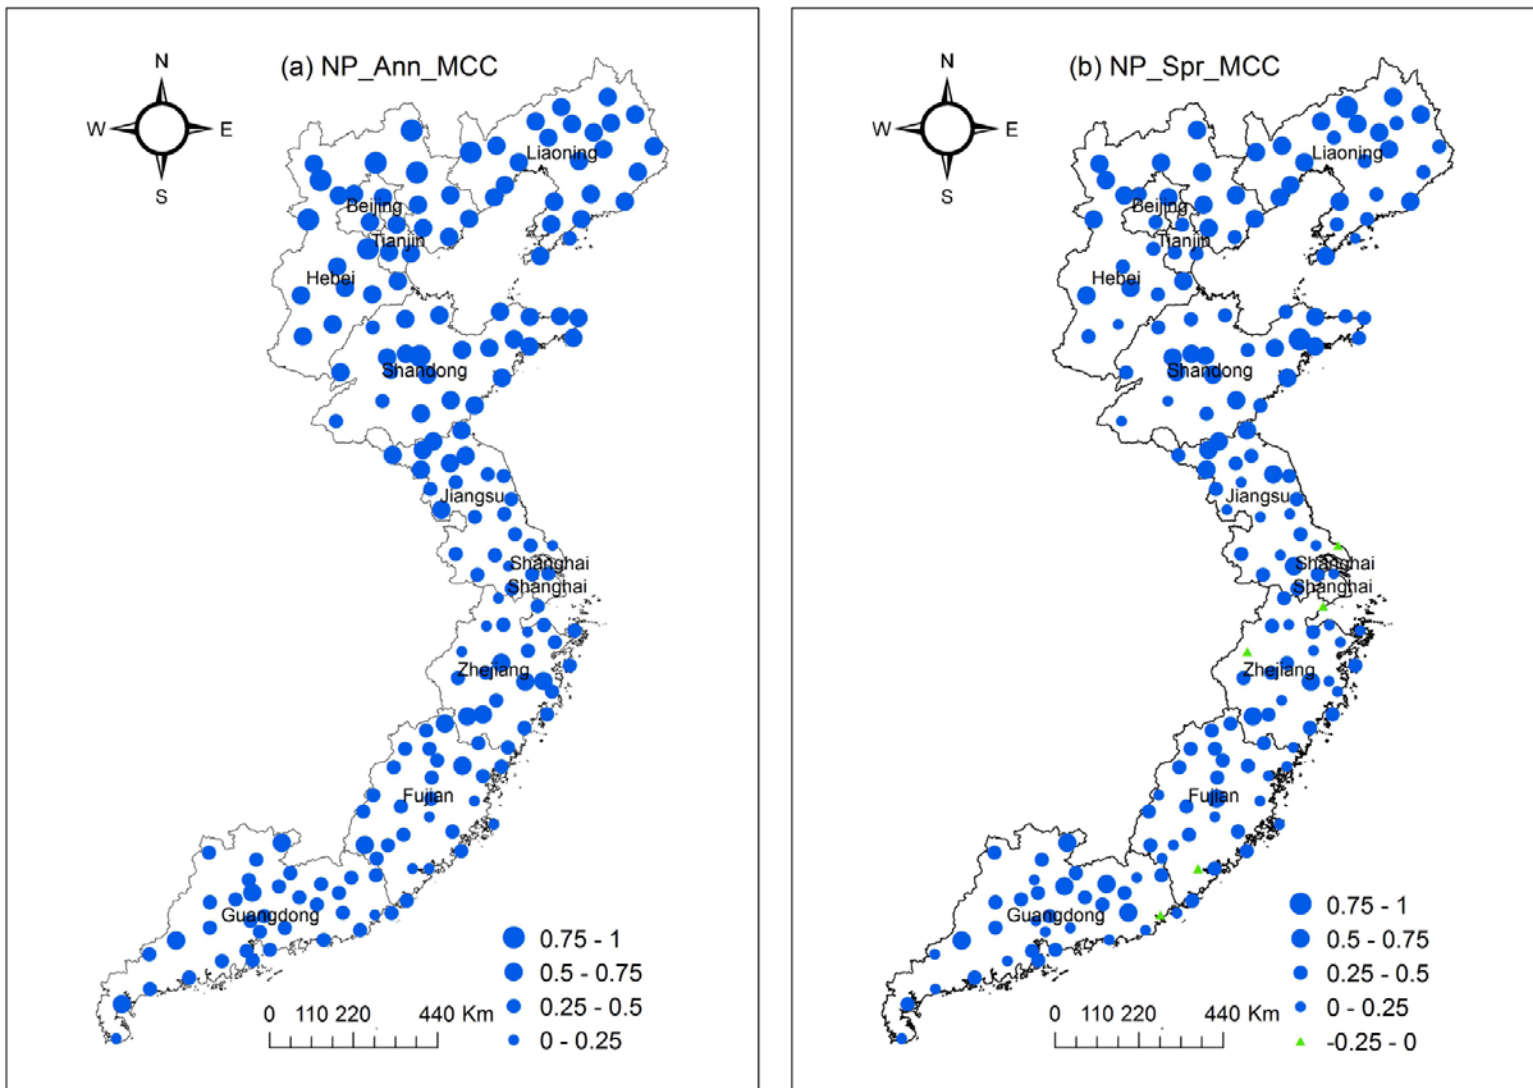 (a) NP_Ann_MCC
N
W
E
S
Liaoning
Beijing
Tianjin
Hebei
Shandong
Jiangsu
Shanghai
Shanghai
Zhejiang
Fujian
Guangdong
0.75 - 1
0.5 - 0.75
0.25 - 0.5
0 - 0.25
0 110 220 440 Km
(b) NP_Spr_MCC
N
W
E
S
Liaoning
Beijing
Tianjin
Hebei
Shandong
Jiangsu
Shanghai
Shanghai
Zhejiang
Fujian
Guangdong
0.75 - 1
0.5 - 0.75
0.25 - 0.5
0 - 0.25
-0.25 - 0
0 110 220 440 Km